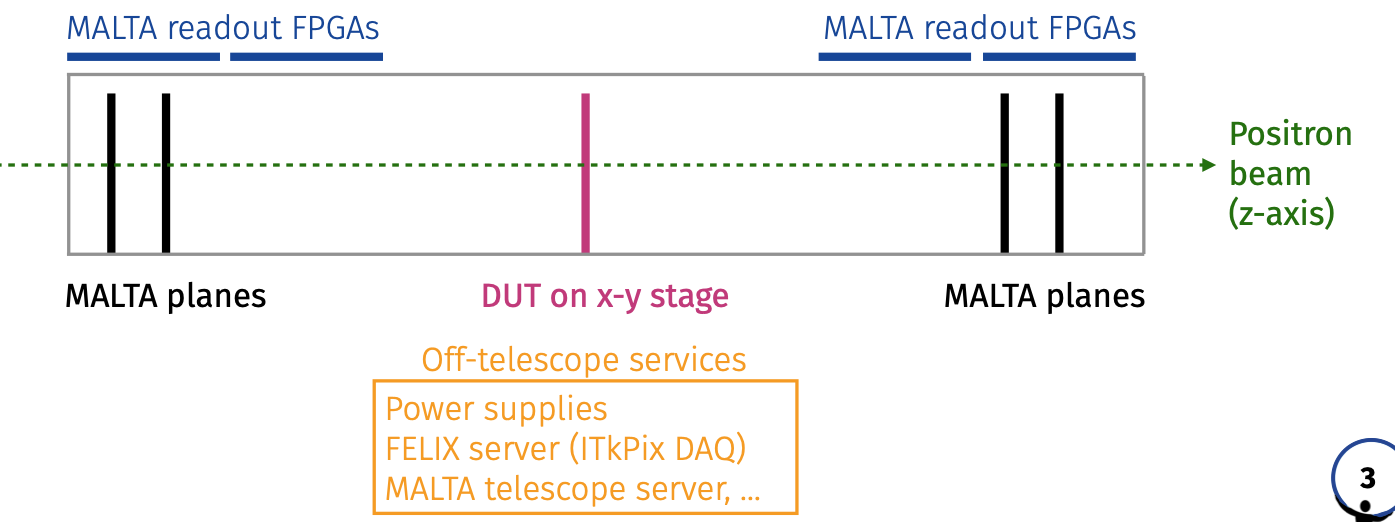 MALTA readout FPGAs
MALTA readout FPGAs
Positron
beam
(z-axis)
MALTA planes
DUT on x-y stage
MALTA planes
Off-telescope services
Power supplies
FELIX server (ITkPix DAQ)
MALTA telescope server, ...
3